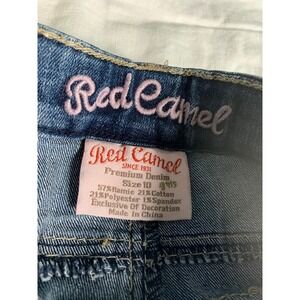 Red Camel
Red Camel
SINCE 1931
Premium Denim
Size 10
57%Ramie 21%Cotton
21%Polyester 1%Spandex
Exclusive Of Decoration
Made In China